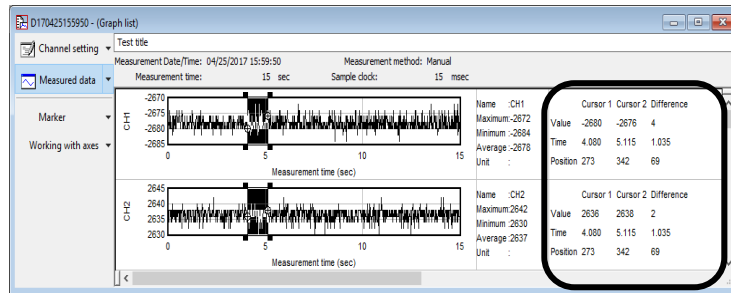 D170425155950 - (Graph list)
Channel setting
Measured data
Marker
Working with axes
Test title
Measurement Date/Time: 04/25/2017 15:59:50 Measurement method: Manual
Measurement time: 15 sec Sample clock: 15 msec
CH1
-2670
-2675
-2680
-2685
0 5 10 15
Measurement time (sec)
Name :CH1
Maximum:-2672
Minimum :-2684
Average :-2678
Unit :
Cursor 1 Cursor 2 Difference
Value -2680 -2676 4
Time 4.080 5.115 1.035
Position 273 342 69
CH2
2645
2640
2635
2630
0 5 10 15
Measurement time (sec)
Name :CH2
Maximum:2642
Minimum :2630
Average :2637
Unit :
Cursor 1 Cursor 2 Difference
Value 2636 2638 2
Time 4.080 5.115 1.035
Position 273 342 69